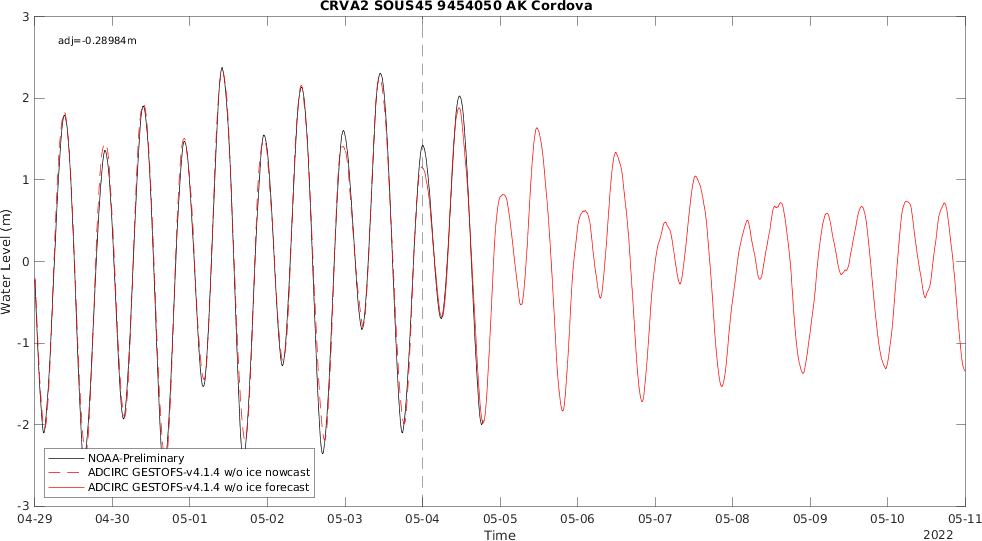 CRVA2 SOUS45 9454050 AK Cordova
3
adj=-0.28984m
2
1
0
-1
-2
-3
Water Level (m)
NOAA-Preliminary
ADCIRC GESTOFS-v4.1.4 w/o ice nowcast
ADCIRC GESTOFS-v4.1.4 w/o ice forecast
04-29 04-30 05-01 05-02 05-03 05-04 05-05 05-06 05-07 05-08 05-09 05-10 05-11
Time
2022